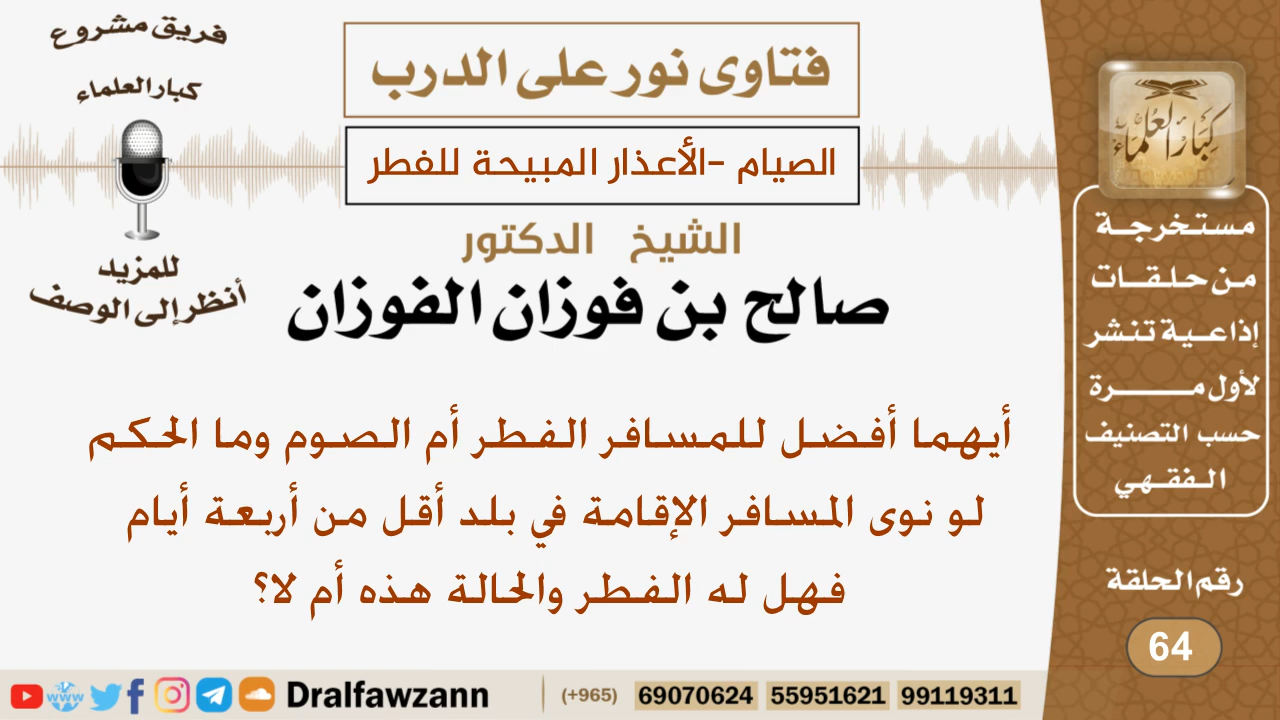 فريق مشروع
كبار العلماء
فتاوى نور على الدرب
الصيام -الأعذار المبيحة للفطر
الشيخ الدكتور
صالح بن فوزان الفوزان
للمزيد
أنظر إلى الوصف
أيهما أفضل للمسافر الفطر أم الصوم وما الحكم
لو نوى المسافر الإقامة في بلد أقل من أربعة أيام
فهل له الفطر والحالة هذه أم لا؟
كبار العلماء
مستخرجة
من حلقات
إذاعية تنشر
لأول مرة
حسب التصنيف
الفقهي
رقم الحلقة
64
www Dralfawzann (+965) 69070624 55951621 99119311